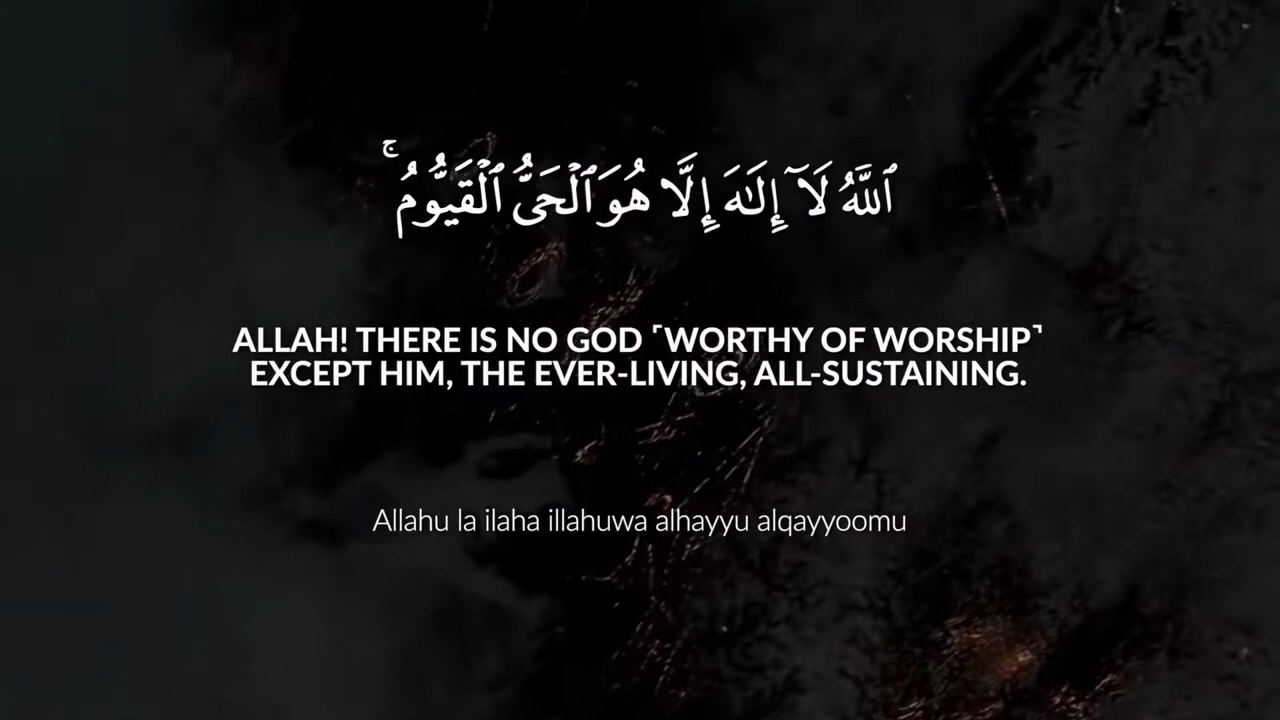 ٱللَّهُ لَآ إِلَـٰهَ إِلَّا هُوَ ٱلْحَىُّ ٱلْقَيُّومُ ۚ
ALLAH! THERE IS NO GOD ˹WORTHY OF WORSHIP˺
EXCEPT HIM, THE EVER-LIVING, ALL-SUSTAINING.
Allahu la ilaha illahuwa alhayyu alqayyoomu